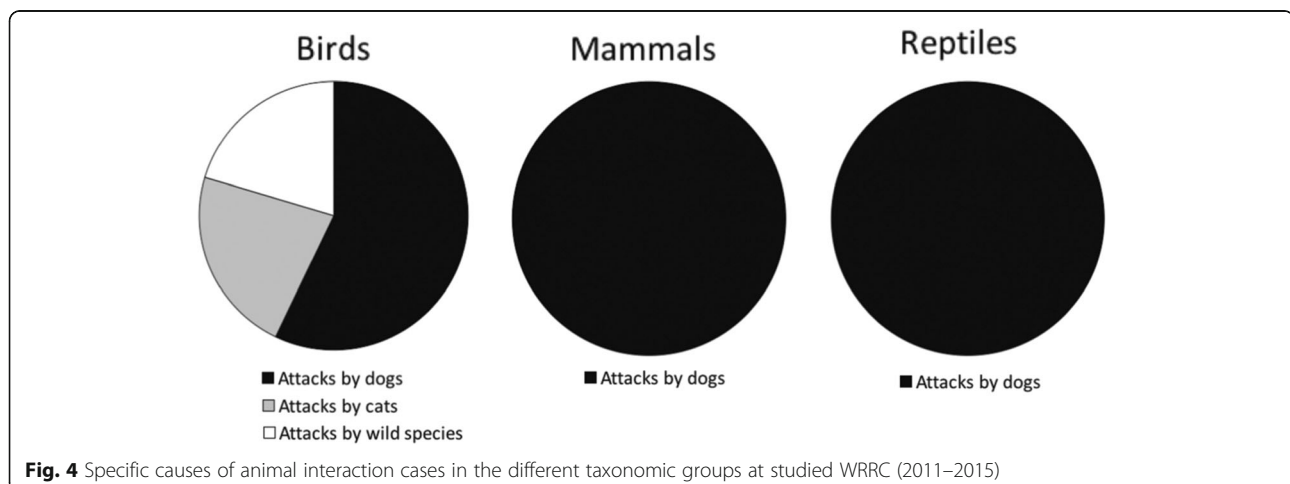 Birds
Mammals
Reptiles
Attacks by dogs
Attacks by cats
Attacks by wild species
Attacks by dogs
Attacks by dogs
Fig. 4 Specific causes of animal interaction cases in the different taxonomic groups at studied WRRC (2011–2015)